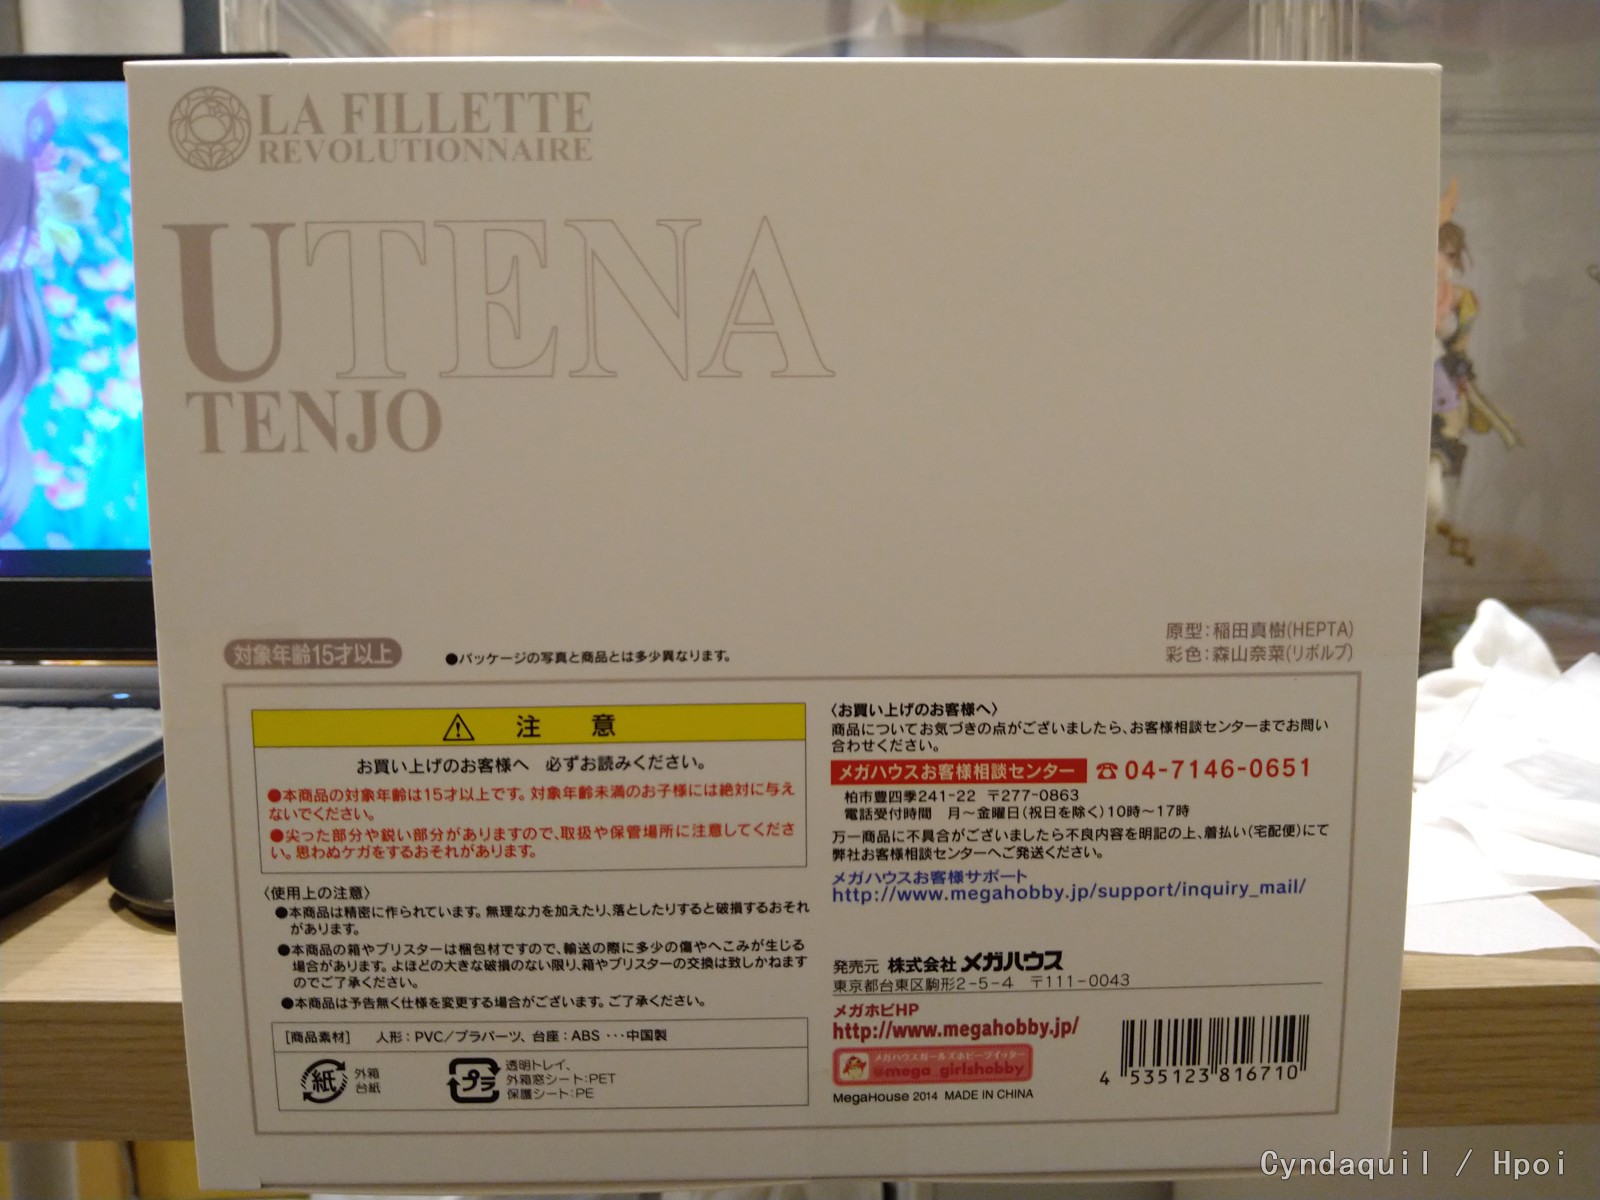 LA FILLETTE
REVOLUTIONNAIRE
UTENA
TENJO
原型:稲田真樹(HEPTA)
彩色:森山奈菜(リボルブ)
対象年齢15才以上
●パッケージの写真と商品とは多少異なります。
注 意
お買い上げのお客様へ 必ずお読みください。
●本商品の対象年齢は15才以上です。対象年齢未満のお子様には絶対に与え
ないでください。
●尖った部分や鋭い部分がありますので、取扱や保管場所に注意してくださ
い。思わぬケガをするおそれがあります。
〈使用上の注意〉
●本商品は精密に作られています。無理な力を加えたり、落としたりすると破損するおそれ
があります。
●本商品の箱やブリスターは梱包材ですので、輸送の際に多少の傷やへこみが生じる
場合があります。よほどの大きな破損のない限り、箱やブリスターの交換は致しかねます
のでご了承ください。
●本商品は予告無く仕様を変更する場合がございます。ご了承ください。
[商品素材] 人形:PVC/プラパーツ、台座:ABS ･･･中国製
紙
外箱
台紙
プラ
透明トレイ、
外箱窓シート:PET
保護シート:PE
〈お買い上げのお客様へ〉
商品についてお気づきの点がございましたら、お客様相談センターまでお問い
合わせください。
メガハウスお客様相談センター ☎04-7146-0651
柏市豊四季241-22 〒277-0863
電話受付時間 月〜金曜日(祝日を除く)10時〜17時
万一商品に不具合がございましたら不良内容を明記の上、着払い(宅配便)にて
弊社お客様相談センターへご発送ください。
メガハウスお客様サポート
http://www.megahobby.jp/support/inquiry_mail/
発売元 株式会社メガハウス
東京都台東区駒形2-5-4 〒111-0043
メガホビHP
http://www.megahobby.jp/
メガハウスガールズホビーツイッター
@mega_girlshobby
MegaHouse 2014 MADE IN CHINA
4 535123 816710
Cyndaquil / Hpoi